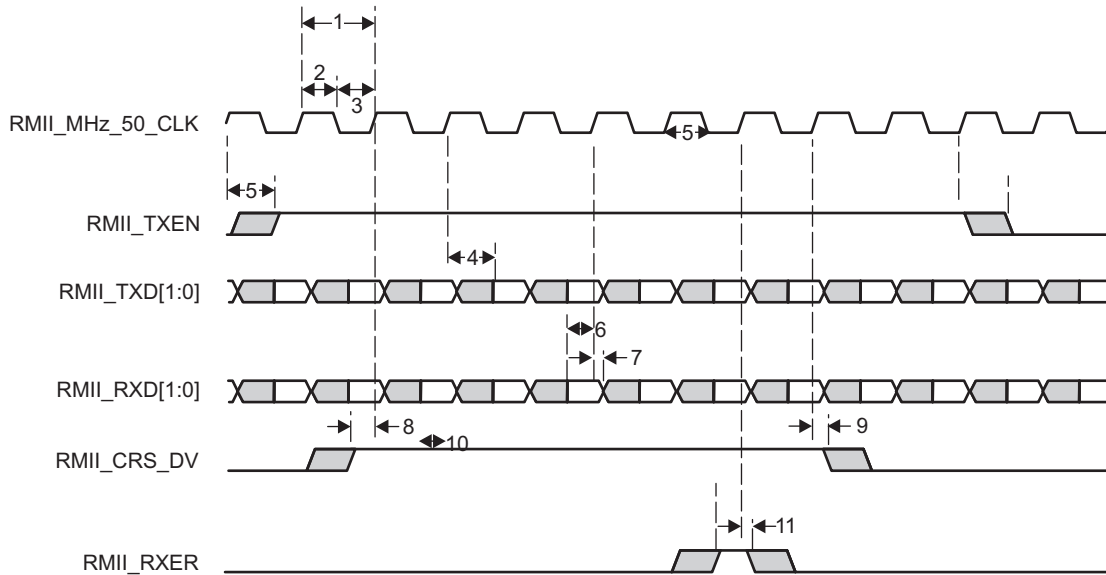 1
2
3
RMII_MHz_50_CLK
5
5
RMII_TXEN
4
RMII_TXD[1:0]
6
7
RMII_RXD[1:0]
8
10
9
RMII_CRS_DV
11
RMII_RXER